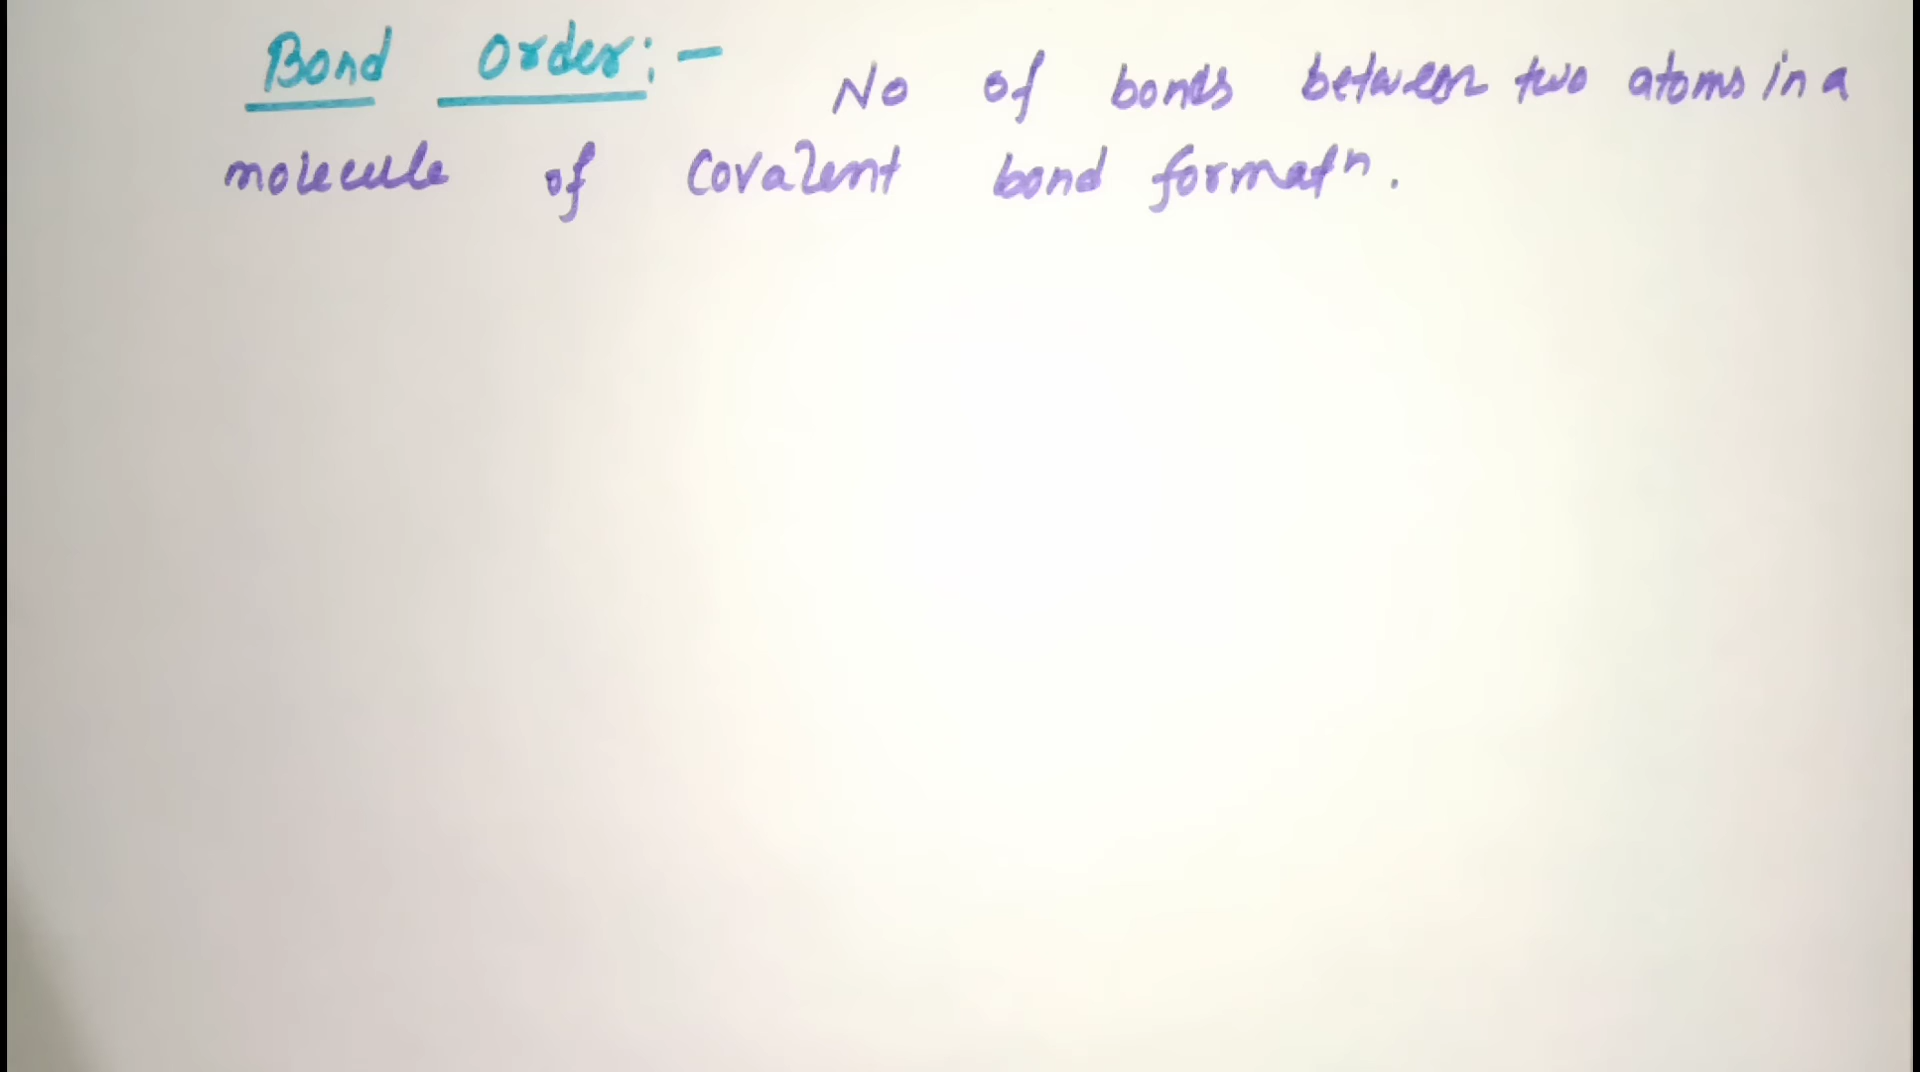 Bond Order:- No of bonds between two atoms in a
molecule of Covalent bond formatⁿ.